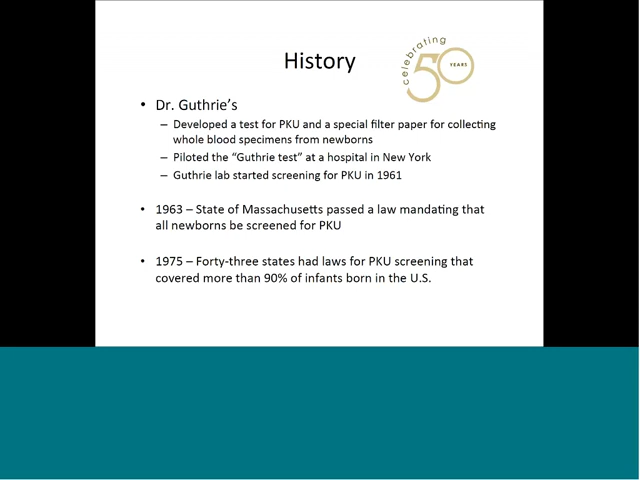 celebrating
50
YEARS
History
• Dr. Guthrie’s
– Developed a test for PKU and a special filter paper for collecting
whole blood specimens from newborns
– Piloted the “Guthrie test” at a hospital in New York
– Guthrie lab started screening for PKU in 1961
• 1963 – State of Massachusetts passed a law mandating that
all newborns be screened for PKU
• 1975 – Forty-three states had laws for PKU screening that
covered more than 90% of infants born in the U.S.